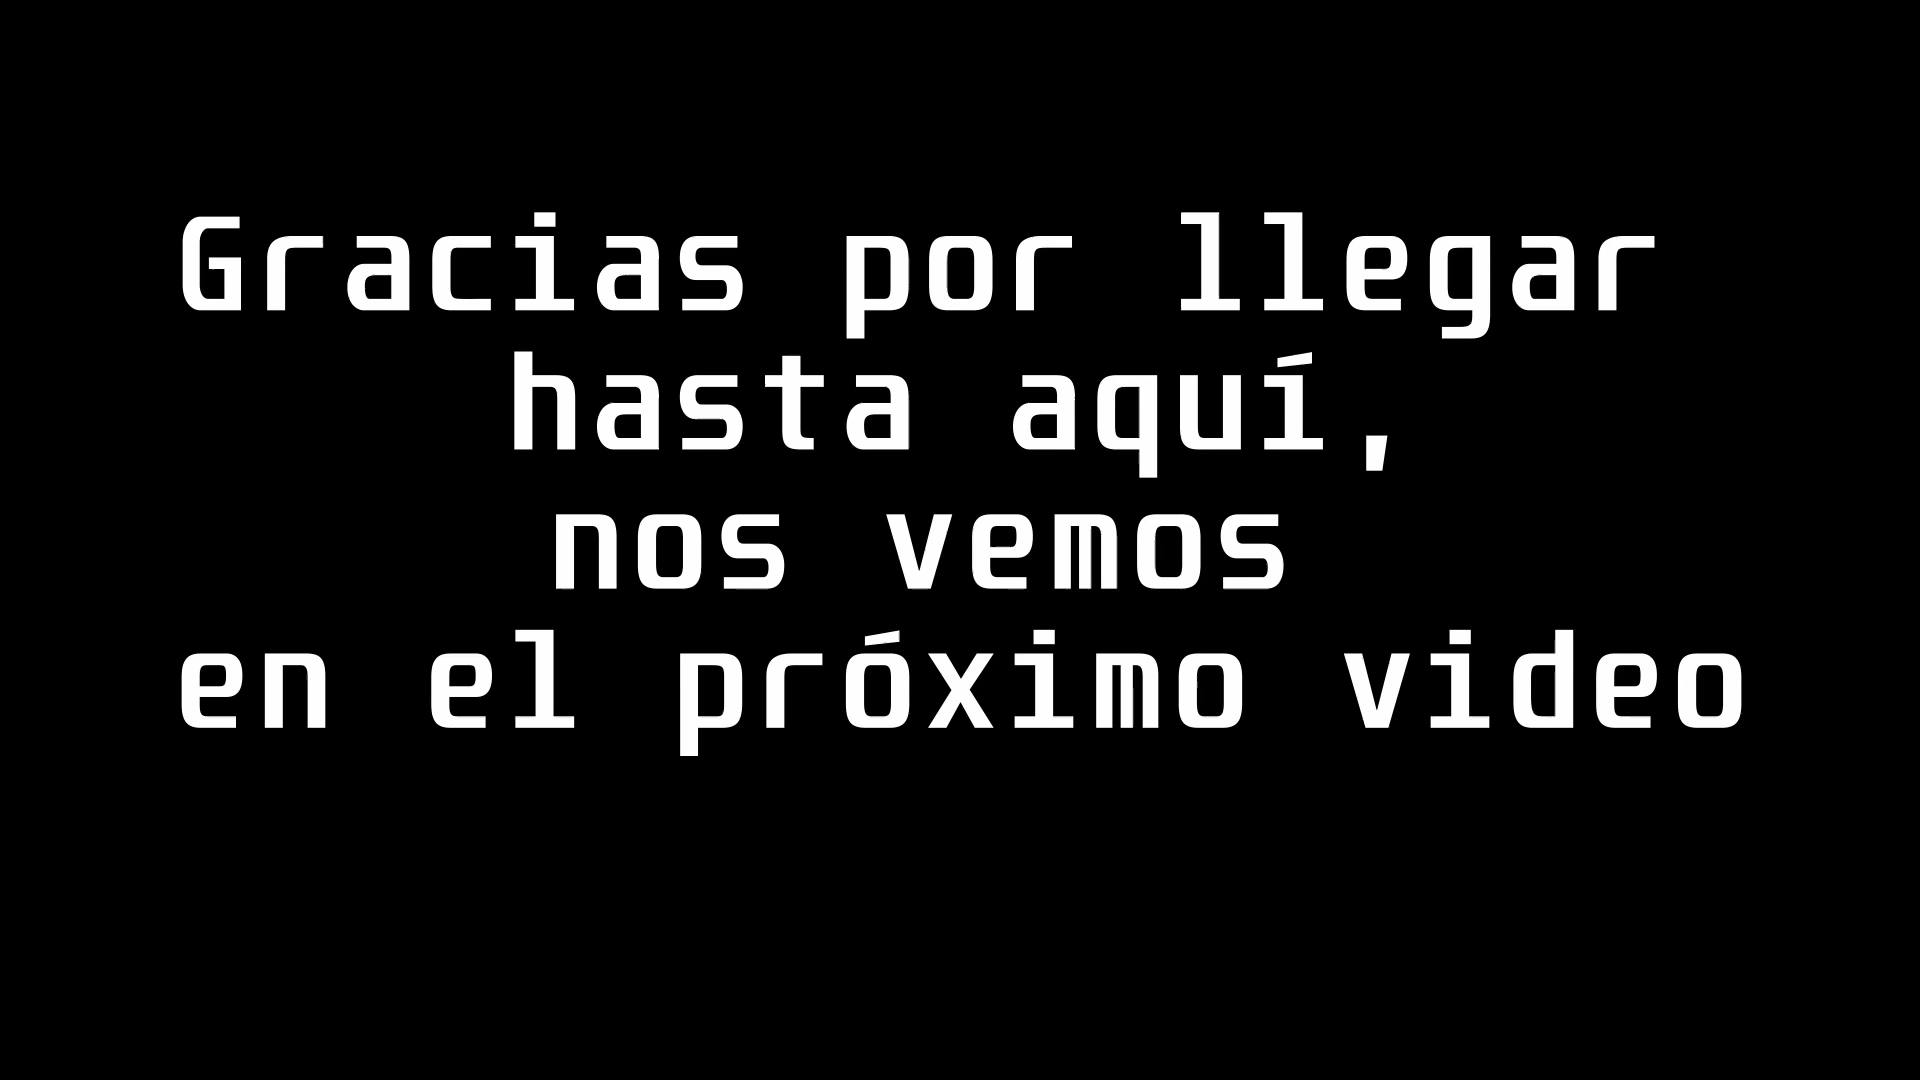 Gracias por llegar
hasta aquí,
nos vemos
en el próximo video